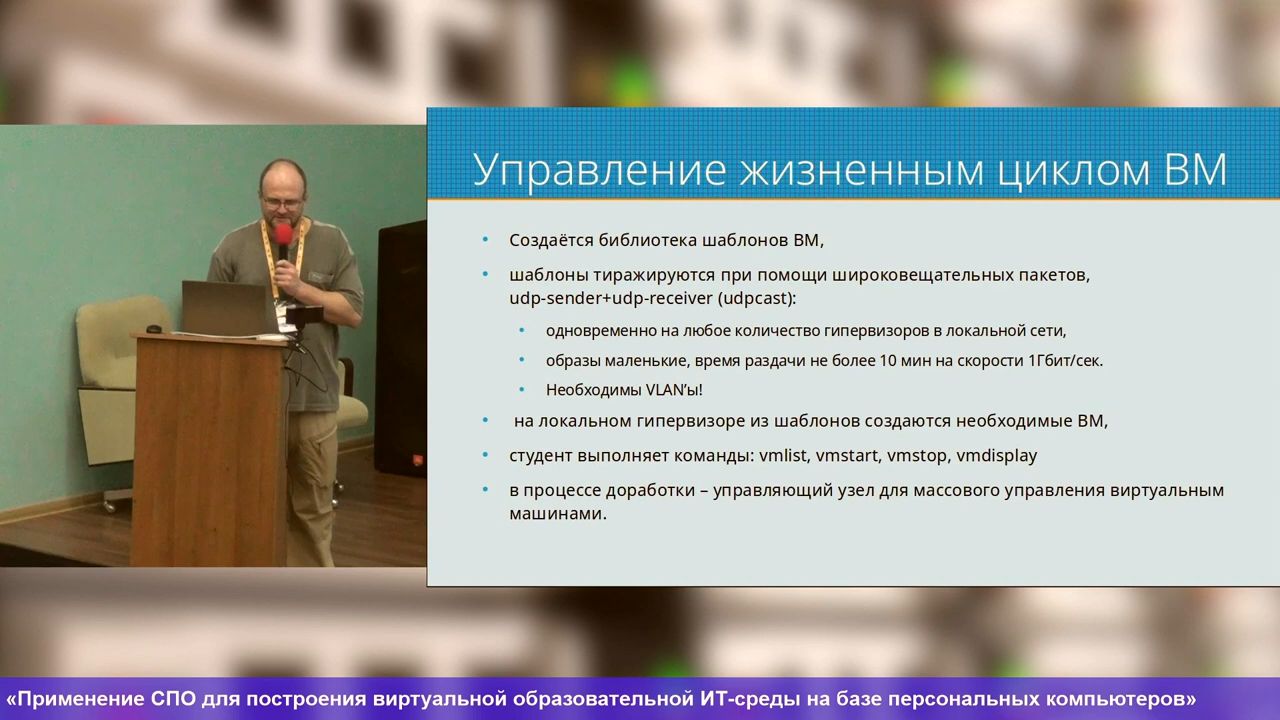 Управление жизненным циклом ВМ
Создаётся библиотека шаблонов ВМ,
шаблоны тиражируются при помощи широковещательных пакетов,
udp-sender+udp-receiver (udpcast):
одновременно на любое количество гипервизоров в локальной сети,
образы маленькие, время раздачи не более 10 мин на скорости 1Гбит/сек.
Необходимы VLAN’ы!
на локальном гипервизоре из шаблонов создаются необходимые ВМ,
студент выполняет команды: vmlist, vmstart, vmstop, vmdisplay
в процессе доработки – управляющий узел для массового управления виртуальным
машинами.
«Применение СПО для построения виртуальной образовательной ИТ-среды на базе персональных компьютеров»